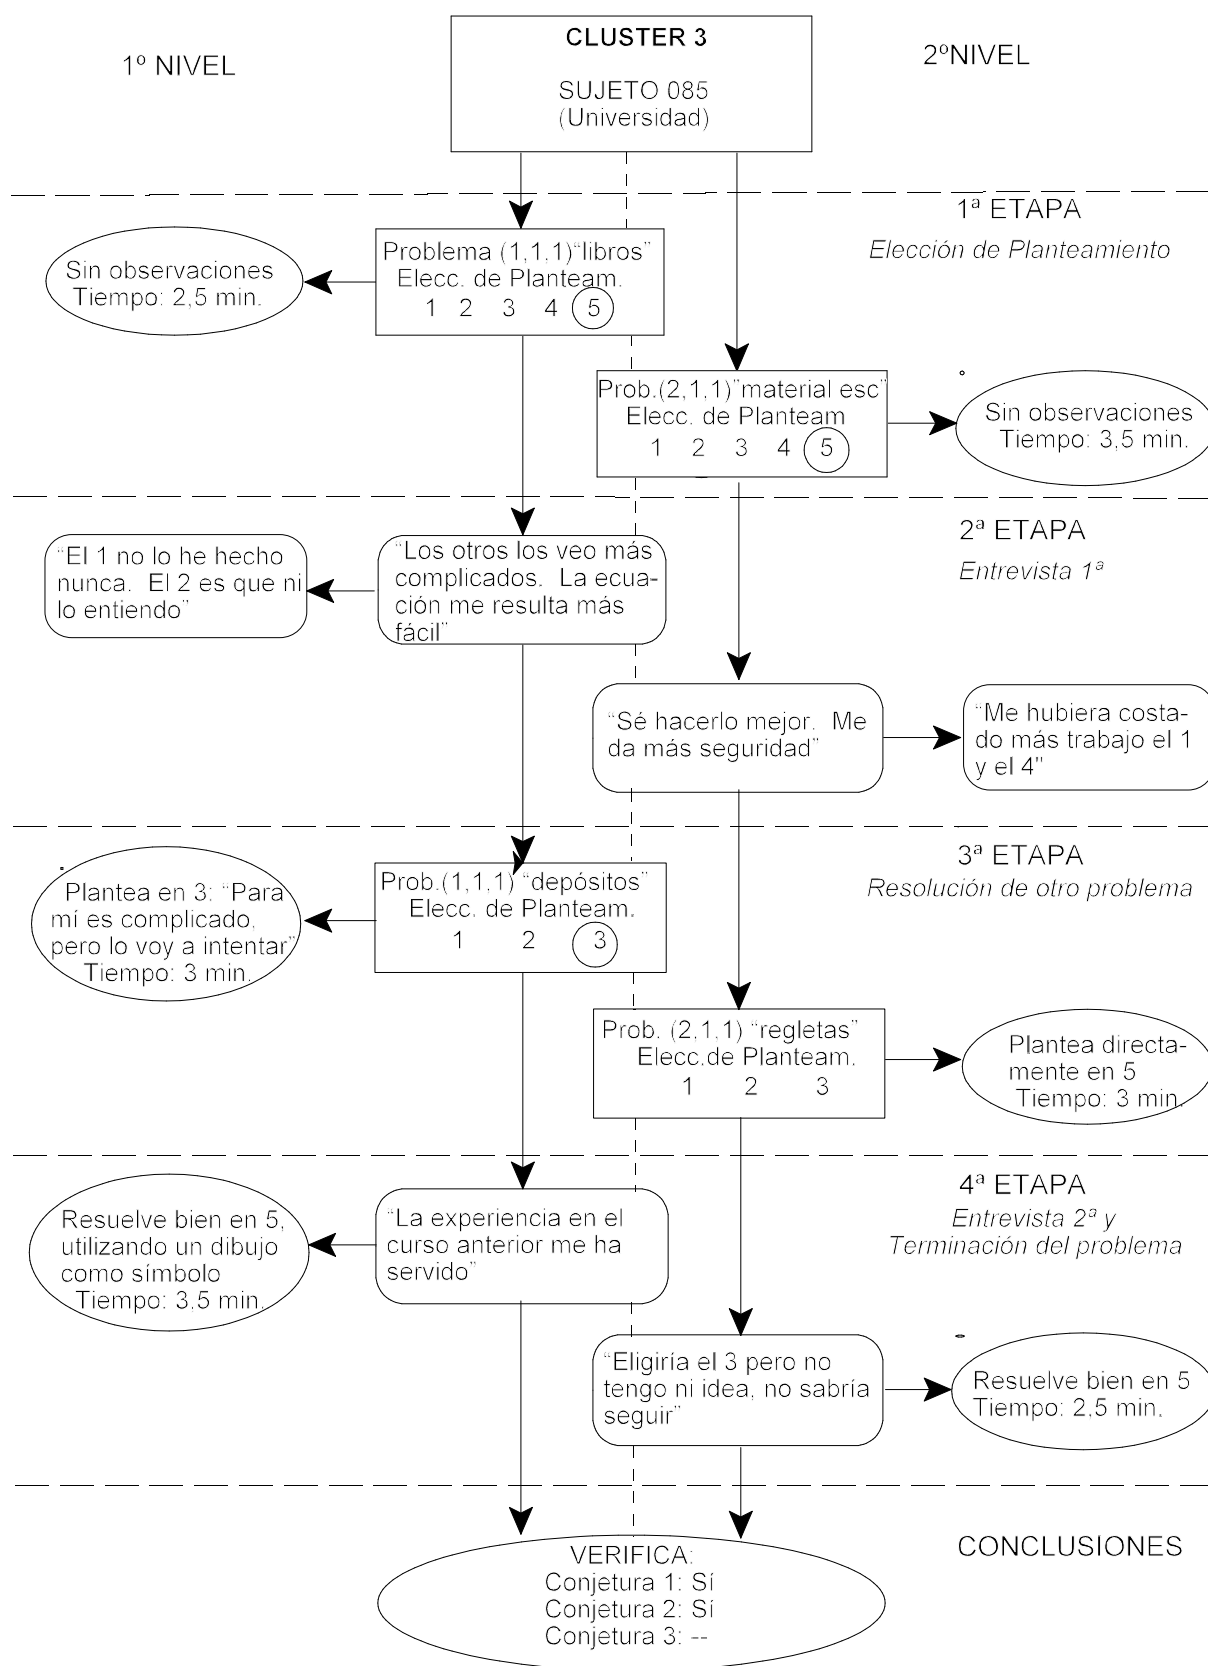 CLUSTER 3
SUJETO 085
(Universidad)
1º NIVEL
2ºNIVEL
1ª ETAPA
Elección de Planteamiento
Problema (1,1,1)“libros”
Elecc. de Planteam.
1 2 3 4 5
Sin observaciones
Tiempo: 2,5 min.
Prob.(2,1,1)”material esc”
Elecc. de Planteam
1 2 3 4 5
Sin observaciones
Tiempo: 3,5 min.
2ª ETAPA
Entrevista 1ª
“El 1 no lo he hecho
nunca. El 2 es que ni
lo entiendo”
“Los otros los veo más
complicados. La ecua-
ción me resulta más
fácil”
“Sé hacerlo mejor. Me
da más seguridad”
“Me hubiera costa-
do más trabajo el 1
y el 4”
3ª ETAPA
Resolución de otro problema
Plantea en 3: “Para
mí es complicado,
pero lo voy a intentar”
Tiempo: 3 min.
Prob.(1,1,1) “depósitos”
Elecc. de Planteam.
1 2 3
Prob. (2,1,1) “regletas”
Elecc.de Planteam.
1 2 3
Plantea directa-
mente en 5
Tiempo: 3 min.
4ª ETAPA
Entrevista 2ª y
Terminación del problema
Resuelve bien en 5,
utilizando un dibujo
como símbolo
Tiempo: 3,5 min.
“La experiencia en el
curso anterior me ha
servido”
“Eligiría el 3 pero no
tengo ni idea, no sabría
seguir”
Resuelve bien en 5
Tiempo: 2,5 min.
CONCLUSIONES
VERIFICA:
Conjetura 1: Sí
Conjetura 2: Sí
Conjetura 3: --